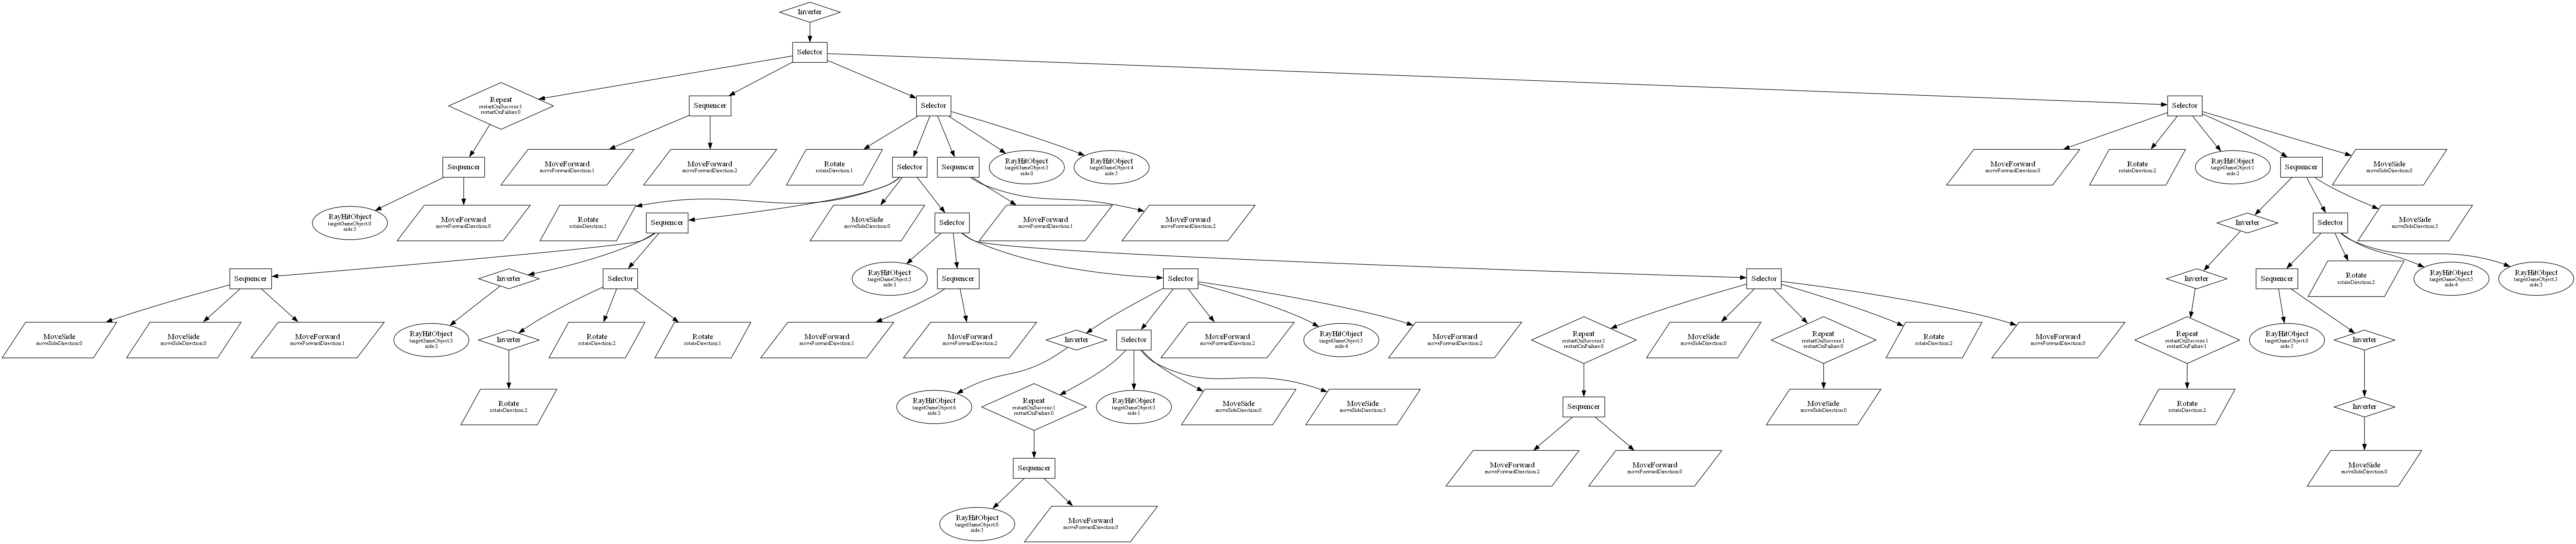 Inverter
Selector
Repeat
restartOnSuccess:1
restartOnFailure:0
Sequencer
Selector
Selector
Sequencer
MoveForward
moveForwardDirection:1
MoveForward
moveForwardDirection:2
Rotate
rotateDirection:1
Selector
Sequencer
RayHitObject
targetGameObject:3
side:0
RayHitObject
targetGameObject:4
side:5
MoveForward
moveForwardDirection:0
Rotate
rotateDirection:2
RayHitObject
targetGameObject:1
side:2
Sequencer
MoveSide
moveSideDirection:0
RayHitObject
targetGameObject:0
side:5
MoveForward
moveForwardDirection:0
Rotate
rotateDirection:1
Sequencer
MoveSide
moveSideDirection:0
Selector
MoveForward
moveForwardDirection:1
MoveForward
moveForwardDirection:2
Inverter
Selector
MoveSide
moveSideDirection:3
Sequencer
Inverter
Selector
RayHitObject
targetGameObject:3
side:3
Sequencer
Selector
Selector
Inverter
Sequencer
Rotate
rotateDirection:2
RayHitObject
targetGameObject:5
side:4
RayHitObject
targetGameObject:3
side:3
MoveSide
moveSideDirection:0
MoveSide
moveSideDirection:0
MoveForward
moveForwardDirection:1
RayHitObject
targetGameObject:3
side:3
Inverter
Rotate
rotateDirection:2
Rotate
rotateDirection:1
MoveForward
moveForwardDirection:1
MoveForward
moveForwardDirection:2
Inverter
Selector
MoveForward
moveForwardDirection:2
RayHitObject
targetGameObject:5
side:4
MoveForward
moveForwardDirection:2
Repeat
restartOnSuccess:1
restartOnFailure:0
MoveSide
moveSideDirection:0
Repeat
restartOnSuccess:1
restartOnFailure:0
Rotate
rotateDirection:2
MoveForward
moveForwardDirection:0
Repeat
restartOnSuccess:1
restartOnFailure:1
RayHitObject
targetGameObject:0
side:5
Inverter
Rotate
rotateDirection:2
RayHitObject
targetGameObject:6
side:3
Repeat
restartOnSuccess:1
restartOnFailure:0
RayHitObject
targetGameObject:3
side:1
MoveSide
moveSideDirection:0
MoveSide
moveSideDirection:3
Sequencer
MoveSide
moveSideDirection:0
Rotate
rotateDirection:2
Inverter
Sequencer
MoveForward
moveForwardDirection:2
MoveForward
moveForwardDirection:0
MoveSide
moveSideDirection:0
RayHitObject
targetGameObject:0
side:5
MoveForward
moveForwardDirection:0